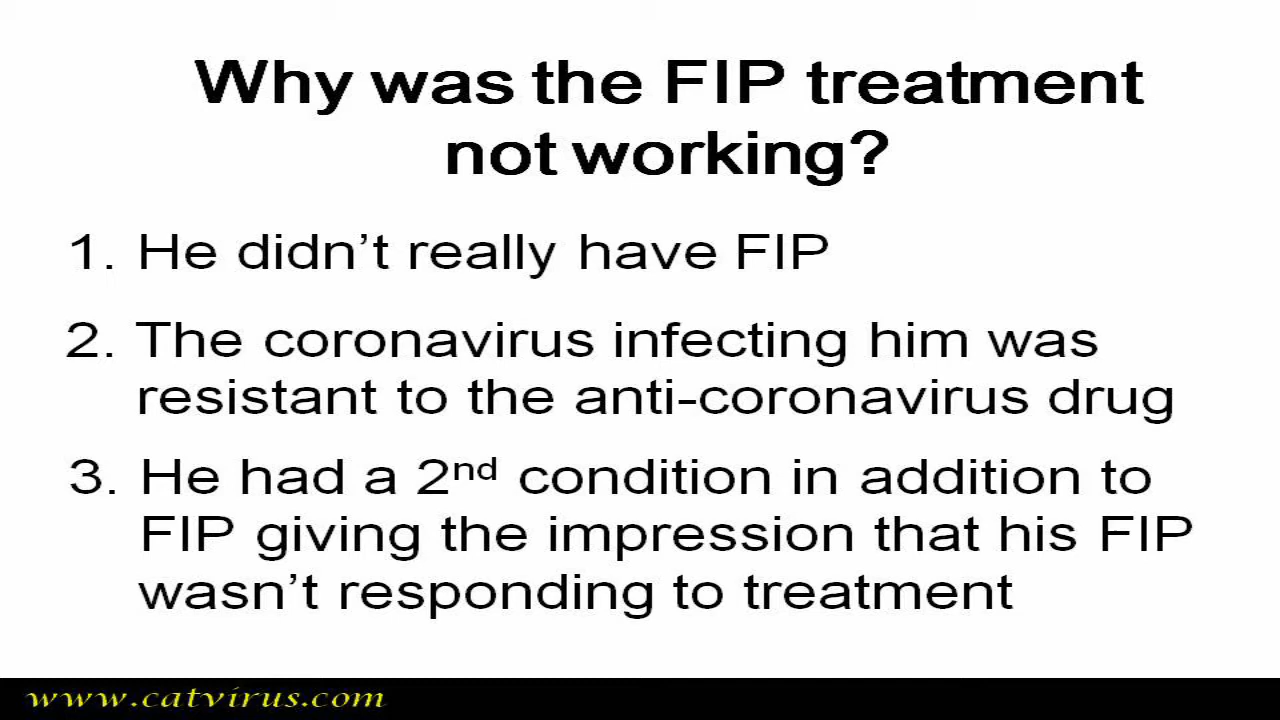 Why was the FIP treatment
not working?
1. He didn’t really have FIP
2. The coronavirus infecting him was
resistant to the anti-coronavirus drug
3. He had a 2nd condition in addition to
FIP giving the impression that his FIP
wasn’t responding to treatment
www.catvirus.com